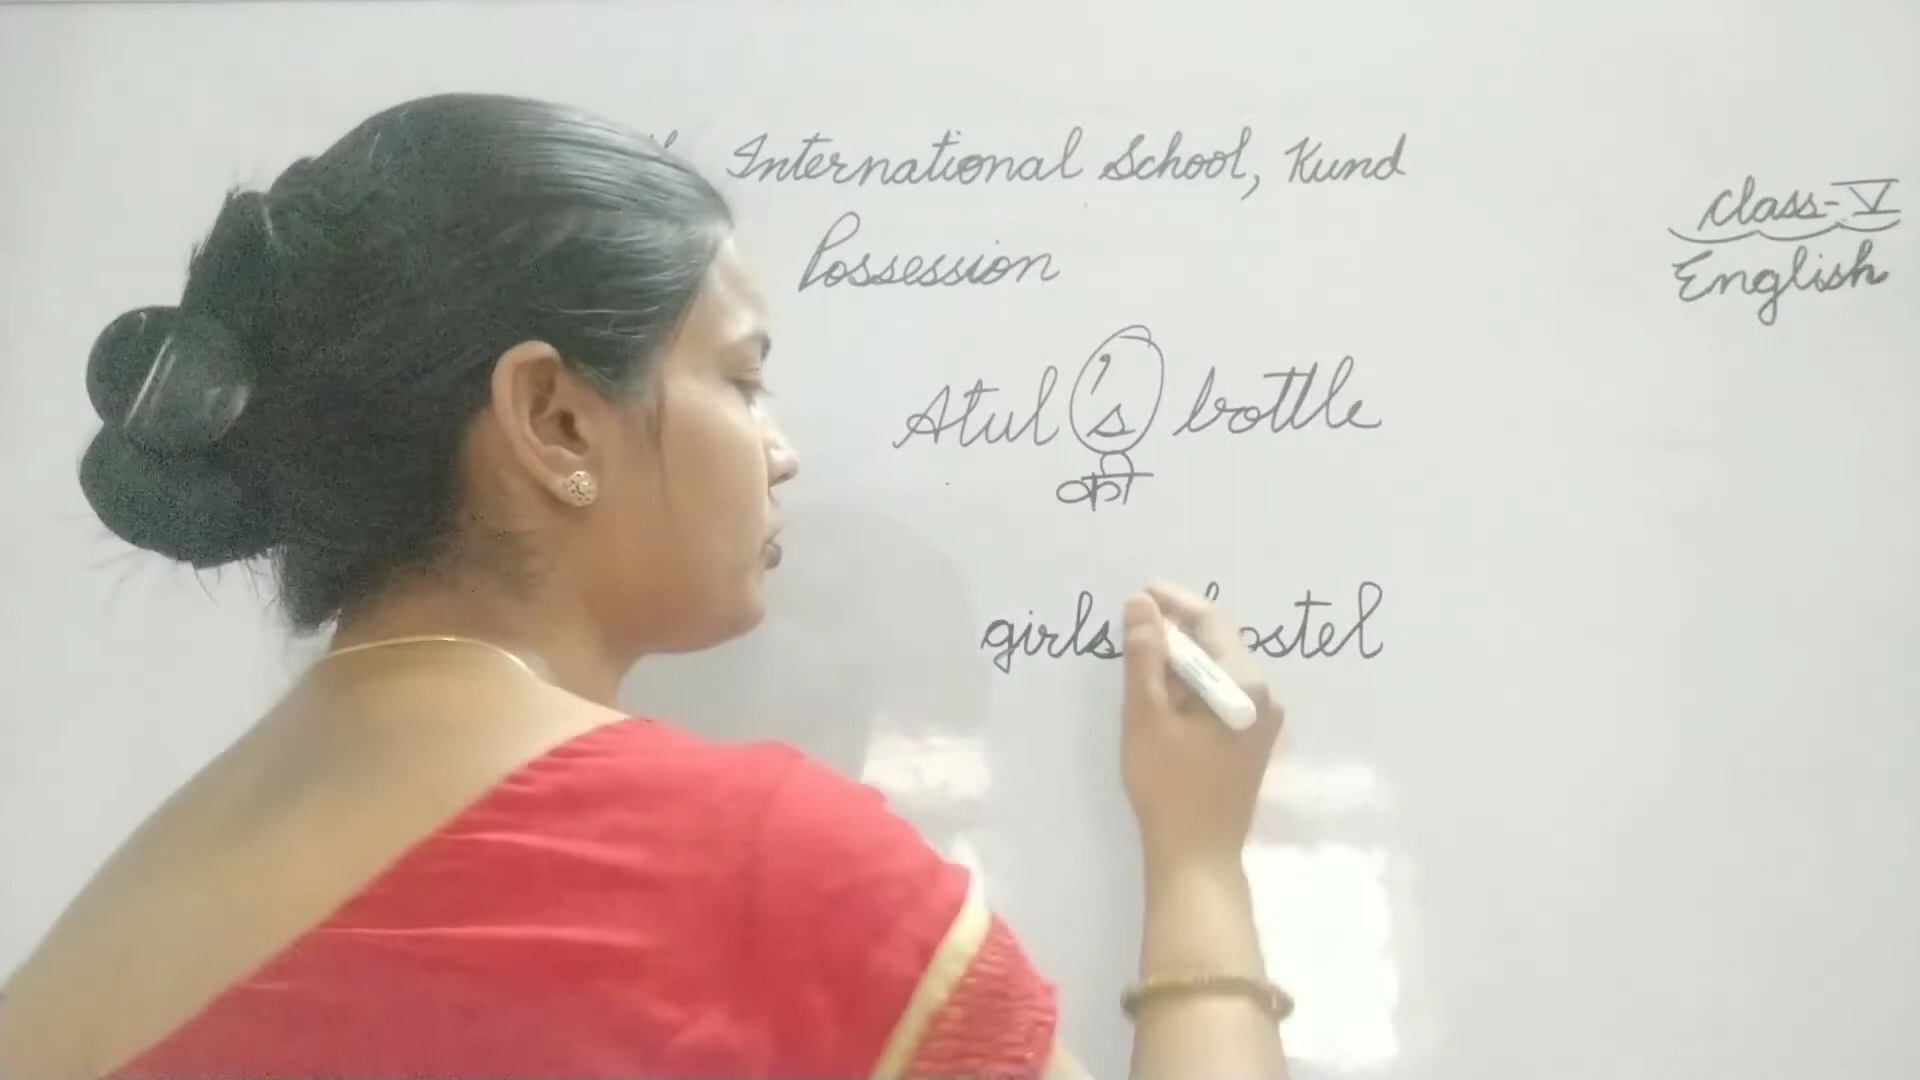 International School, Kund
Class-V
English
Possession
Atul's bottle
की
girls